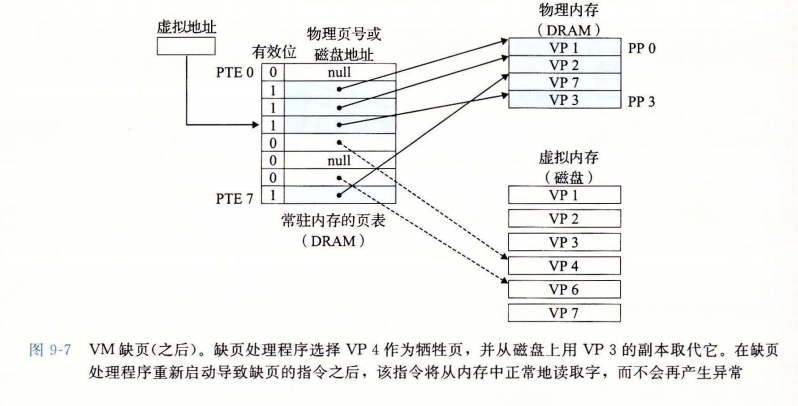 虚拟地址
有效位
物理页号或
磁盘地址
PTE 0
0
null
1
1
1
0
0
null
0
PTE 7
1
常驻内存的页表
（DRAM）
物理内存
（DRAM）
VP 1
PP 0
VP 2
VP 7
VP 3
PP 3
虚拟内存
（磁盘）
VP 1
VP 2
VP 3
VP 4
VP 6
VP 7
图 9-7 VM 缺页(之后)。缺页处理程序选择 VP 4 作为牺牲页，并从磁盘上用 VP 3 的副本取代它。在缺页
处理程序重新启动导致缺页的指令之后，该指令将从内存中正常地读取字，而不会再产生异常